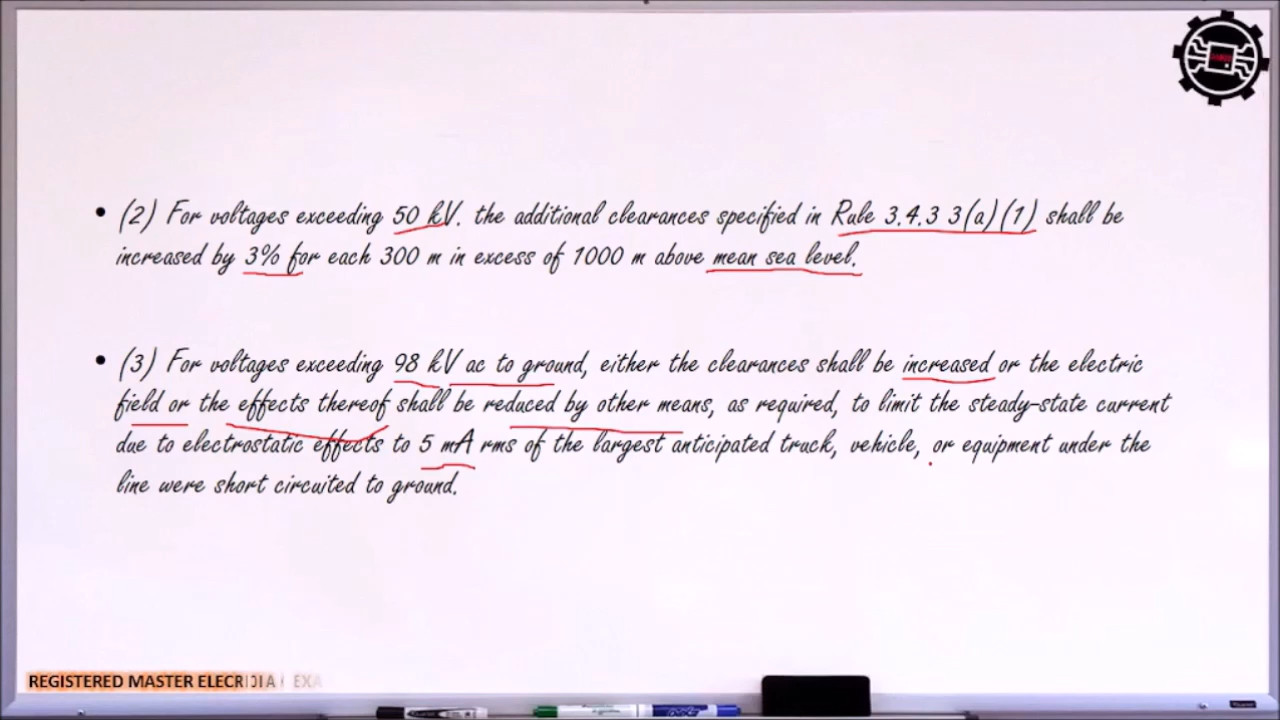 • (2) For voltages exceeding 50 kV. the additional clearances specified in Rule 3.4.3 3(a)(1) shall be
increased by 3% for each 300 m in excess of 1000 m above mean sea level.
• (3) For voltages exceeding 98 kV ac to ground, either the clearances shall be increased or the electric
field or the effects thereof shall be reduced by other means, as required, to limit the steady-state current
due to electrostatic effects to 5 mA rms of the largest anticipated truck, vehicle, or equipment under the
line were short circuited to ground.
REGISTERED MASTER